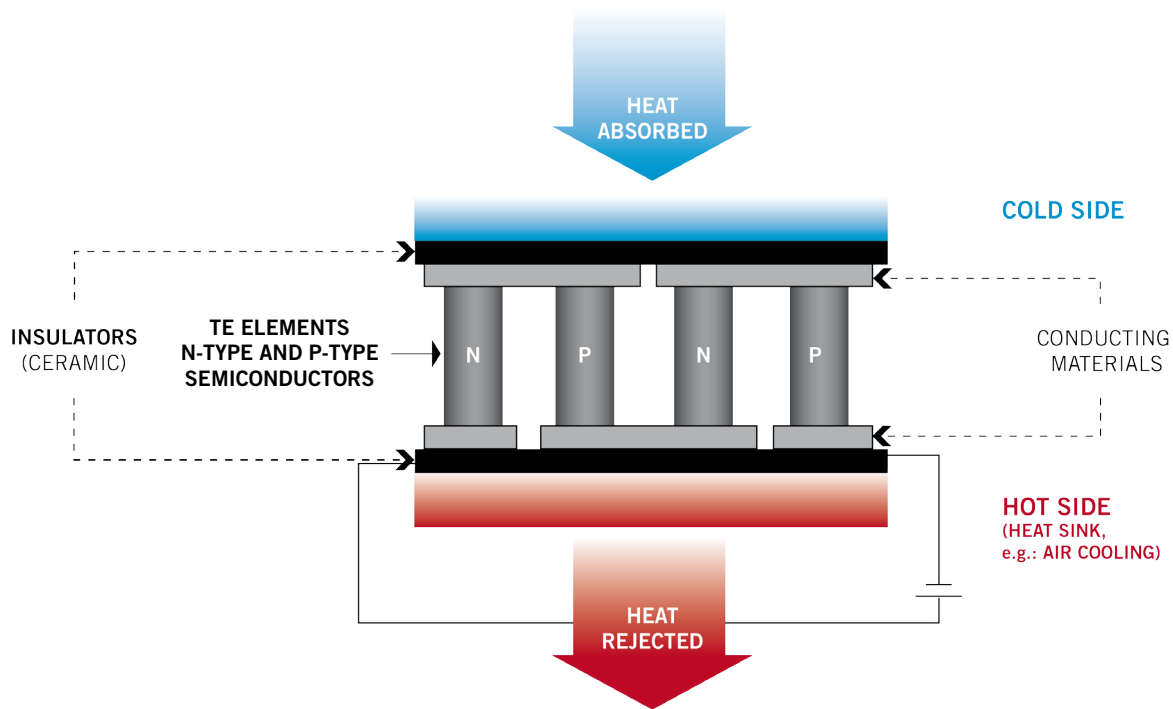 HEAT
ABSORBED
COLD SIDE
INSULATORS
(CERAMIC)
TE ELEMENTS
N-TYPE AND P-TYPE
SEMICONDUCTORS
N
P
N
P
CONDUCTING
MATERIALS
HOT SIDE
(HEAT SINK,
e.g.: AIR COOLING)
HEAT
REJECTED